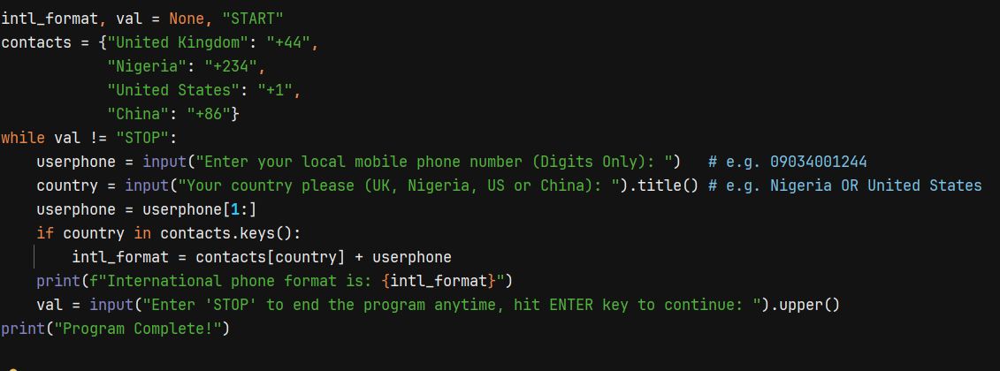 intl_format, val = None, "START"
contacts = {"United Kingdom": "+44",
            "Nigeria": "+234",
            "United States": "+1",
            "China": "+86"}
while val != "STOP":
    userphone = input("Enter your local mobile phone number (Digits Only): ")   # e.g. 09034001244
    country = input("Your country please (UK, Nigeria, US or China): ").title() # e.g. Nigeria OR United States
    userphone = userphone[1:]
    if country in contacts.keys():
        intl_format = contacts[country] + userphone
    print(f"International phone format is: {intl_format}")
    val = input("Enter 'STOP' to end the program anytime, hit ENTER key to continue: ").upper()
print("Program Complete!")